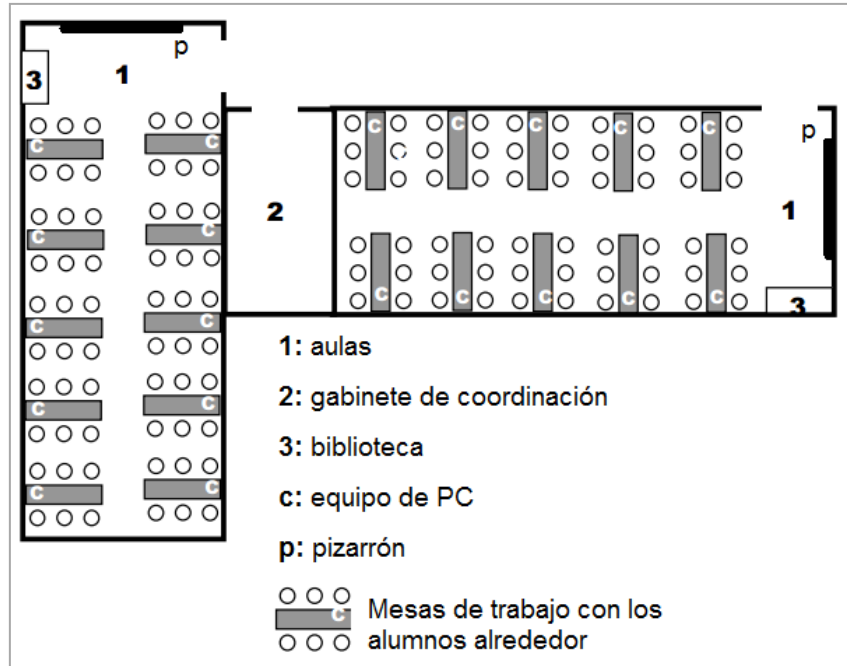 p
3
1
c c
c c
c c
c c
c c
2
c c c c c
p
1
c c c c c
3
1: aulas
2: gabinete de coordinación
3: biblioteca
c: equipo de PC
p: pizarrón
c
Mesas de trabajo con los
alumnos alrededor